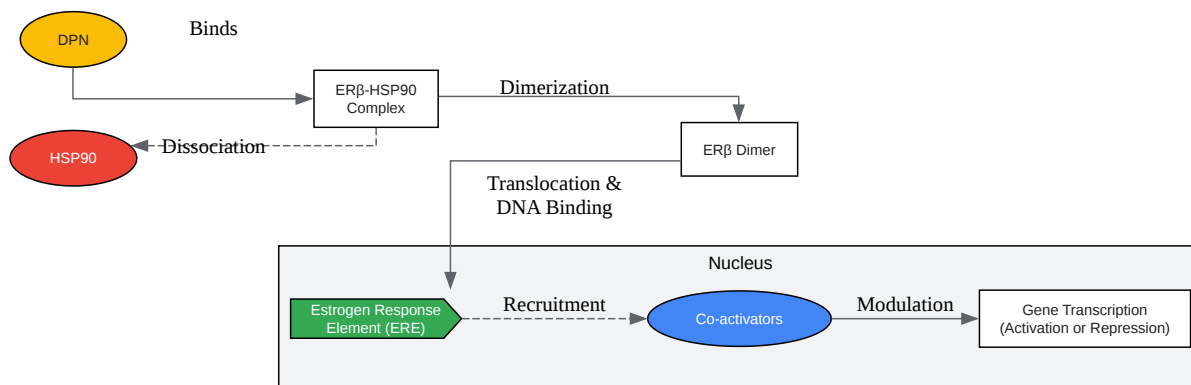 DPN
Binds
ERβ-HSP90
Complex
Dimerization
HSP90
Dissociation
ERβ Dimer
Translocation &
DNA Binding
Nucleus
Estrogen Response
Element (ERE)
Recruitment
Co-activators
Modulation
Gene Transcription
(Activation or Repression)